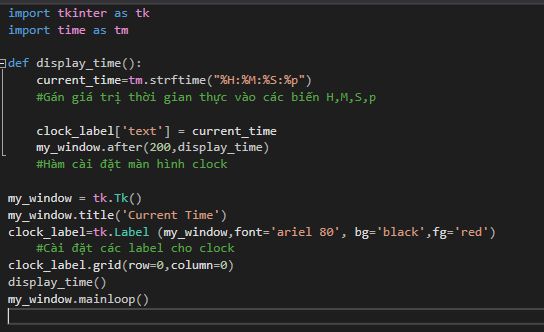 import tkinter as tk
import time as tm
def display_time():
current_time=tm.strftime("%H:%M:%S:%p")
#Gán giá trị thời gian thực vào các biến H,M,S,p
clock_label['text'] = current_time
my_window.after(200,display_time)
#Hàm cài đặt màn hình clock
my_window = tk.Tk()
my_window.title('Current Time')
clock_label=tk.Label (my_window,font='ariel 80', bg='black',fg='red')
#Cài đặt các label cho clock
clock_label.grid(row=0,column=0)
display_time()
my_window.mainloop()